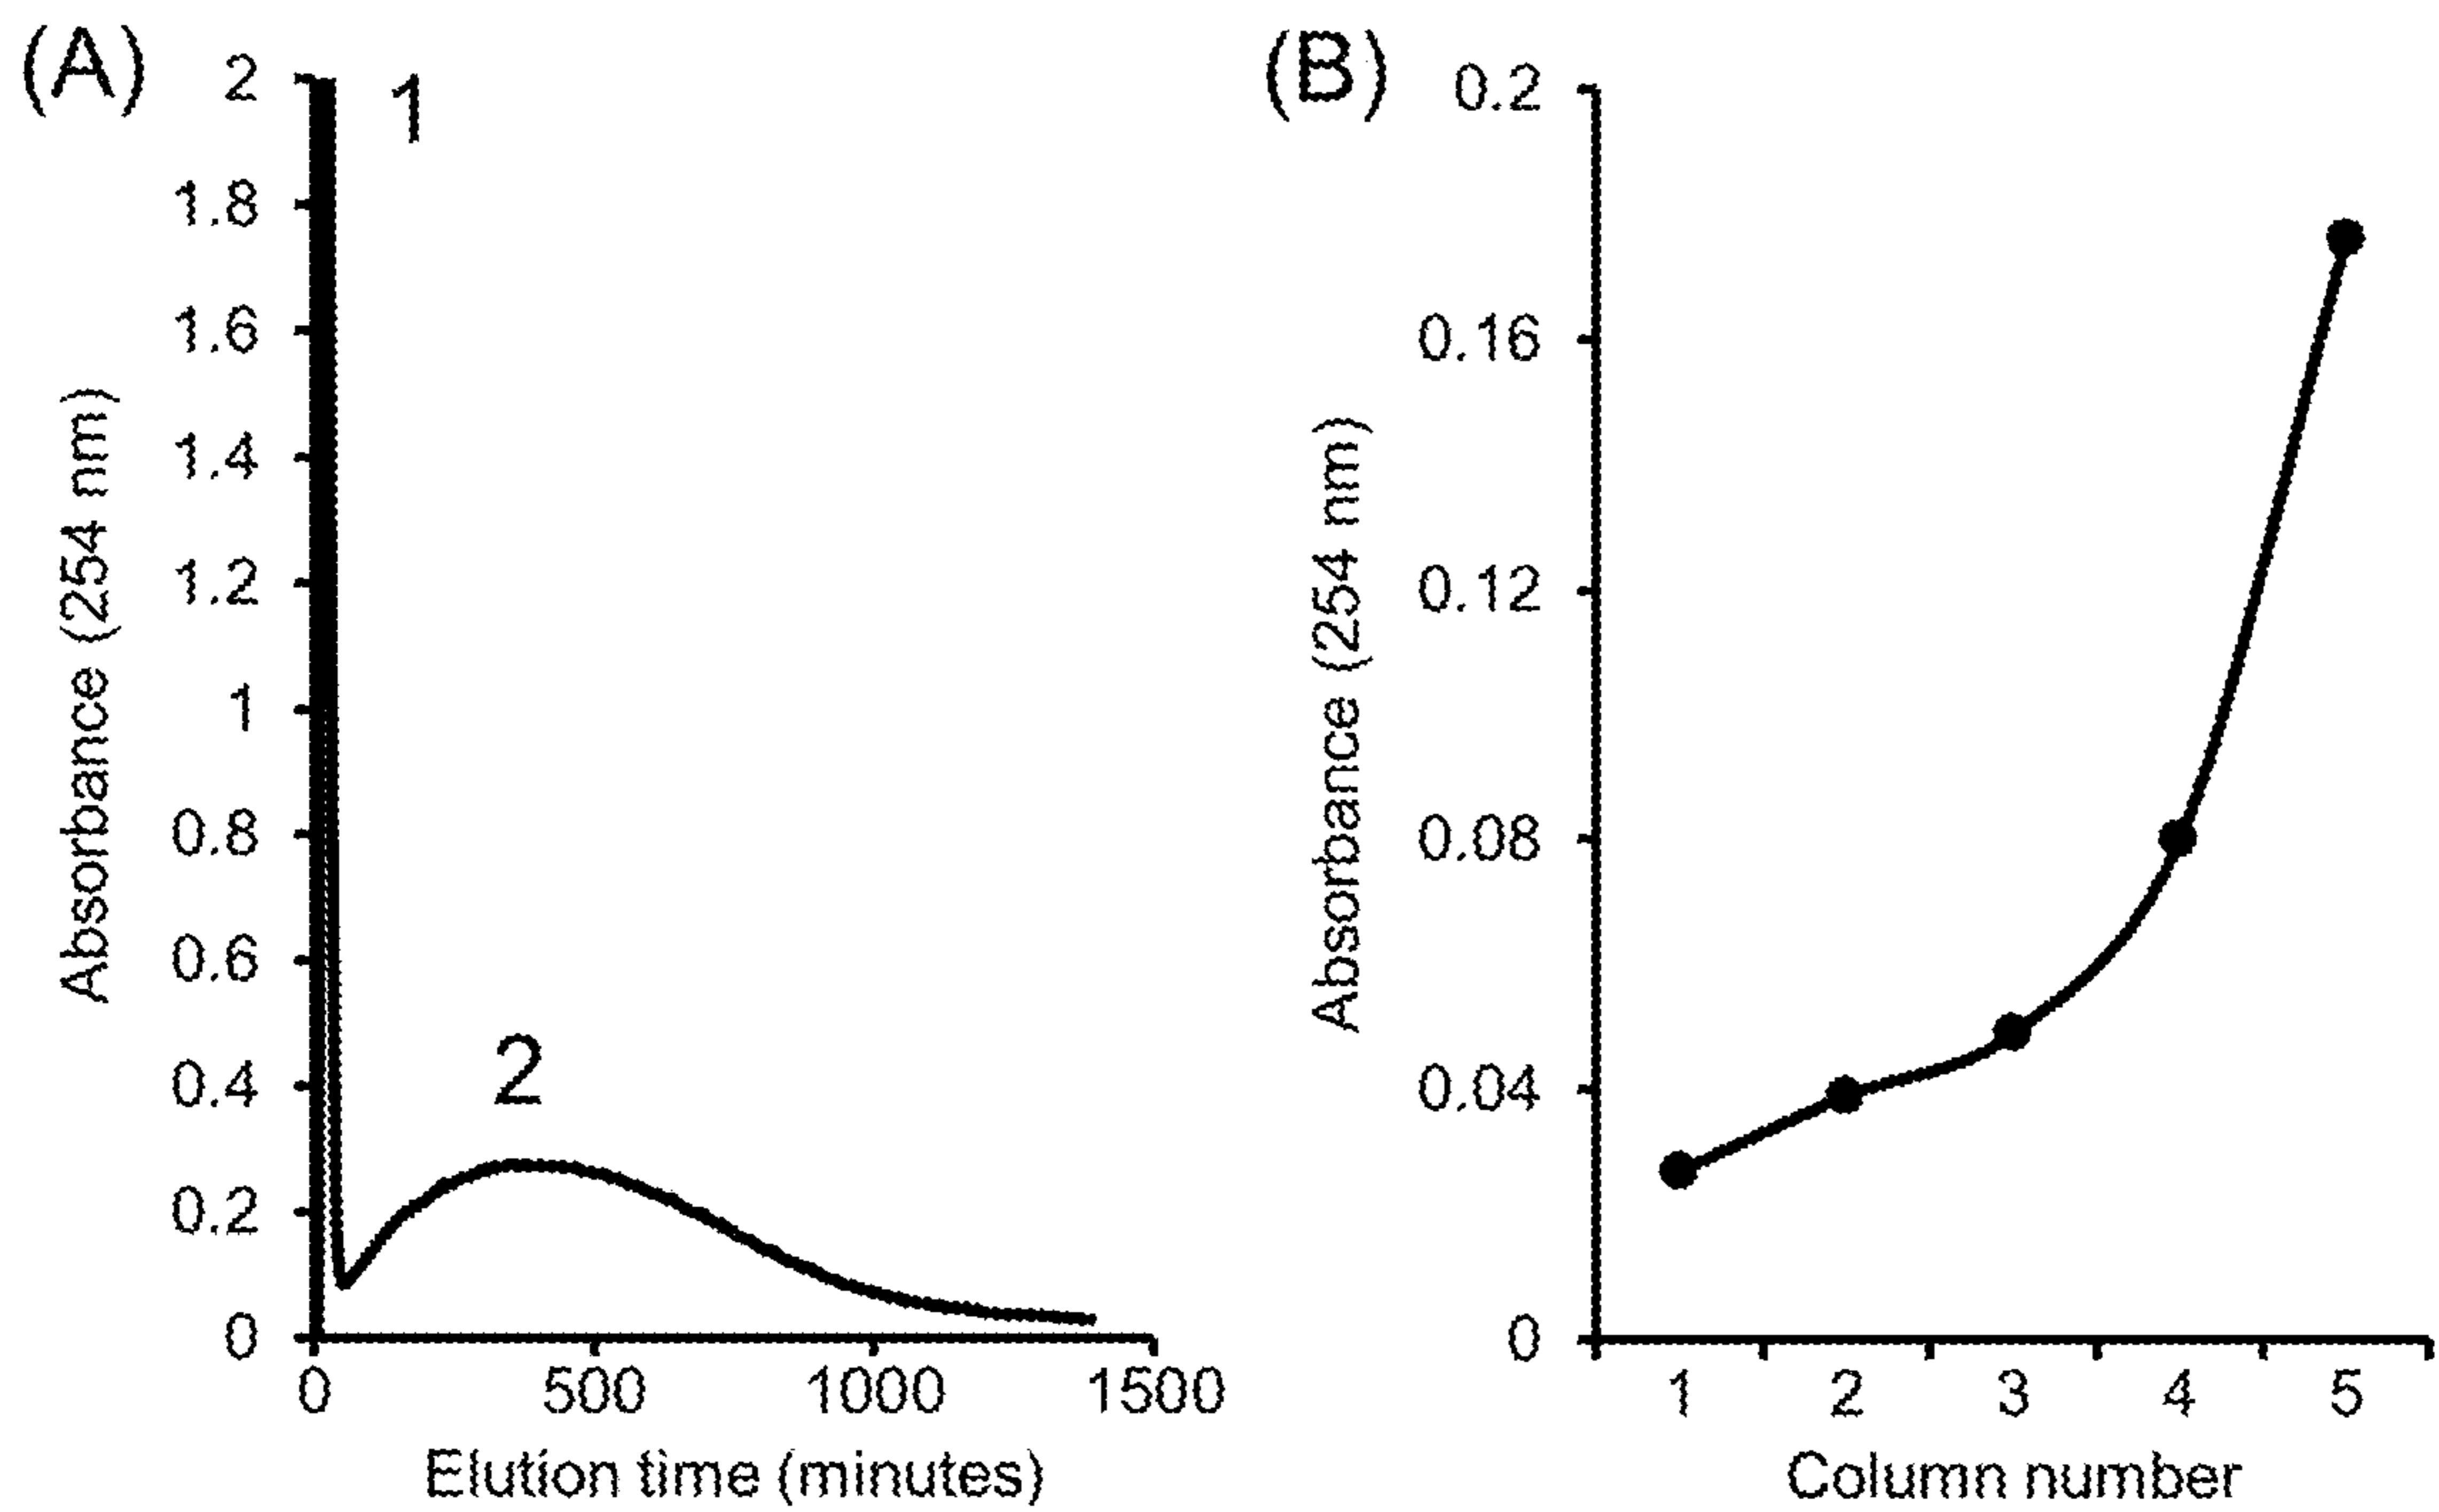 (A)
2
1.8
1.6
1.4
1.2
1
0.8
0.6
0.4
0.2
0
Absorbance (254 nm)
1
2
0 500 1000 1500
Elution time (minutes)
(B)
0.2
0.16
0.12
0.08
0.04
0
Absorbance (254 nm)
1 2 3 4 5
Column number